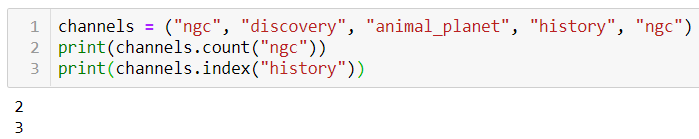 1 channels = ("ngc", "discovery", "animal_planet", "history", "ngc")
2 print(channels.count("ngc"))
3 print(channels.index("history"))
2
3